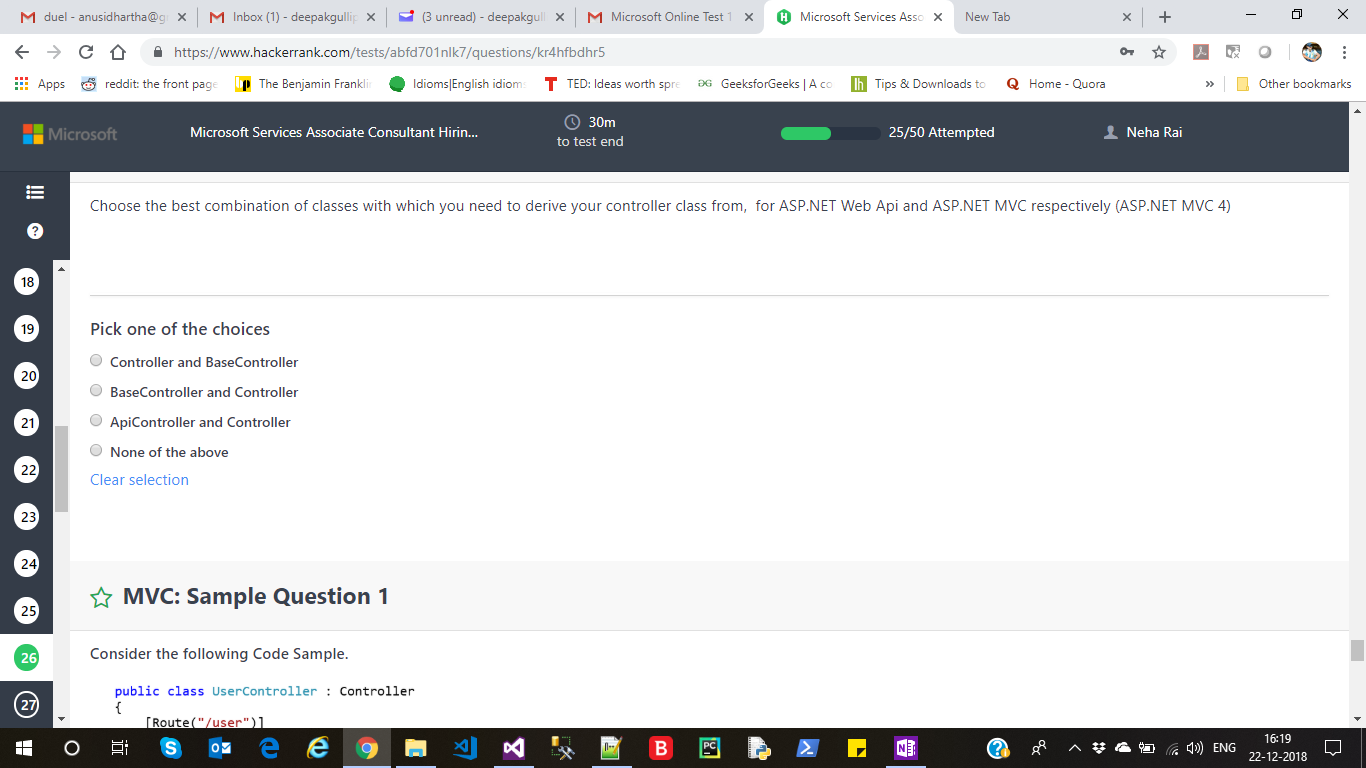 duel - anusidhartha@g
Inbox (1) - deepakgullip
(3 unread) - deepakgull
Microsoft Online Test 1
Microsoft Services Asso
New Tab
https://www.hackerrank.com/tests/abfd701nlk7/questions/kr4hfbdhr5
Apps
reddit: the front page
The Benjamin Franklin
Idioms|English idioms
TED: Ideas worth spre
GeeksforGeeks | A co
Tips & Downloads to
Home - Quora
»
Other bookmarks
Microsoft
Microsoft Services Associate Consultant Hirin...
30m
to test end
25/50 Attempted
Neha Rai
?
18
19
20
21
22
23
24
25
26
27
Choose the best combination of classes with which you need to derive your controller class from,  for ASP.NET Web Api and ASP.NET MVC respectively (ASP.NET MVC 4)
Pick one of the choices
Controller and BaseController
BaseController and Controller
ApiController and Controller
None of the above
Clear selection
MVC: Sample Question 1
Consider the following Code Sample.
public class UserController : Controller
{
[Route("/user")]
ENG
16:19
22-12-2018